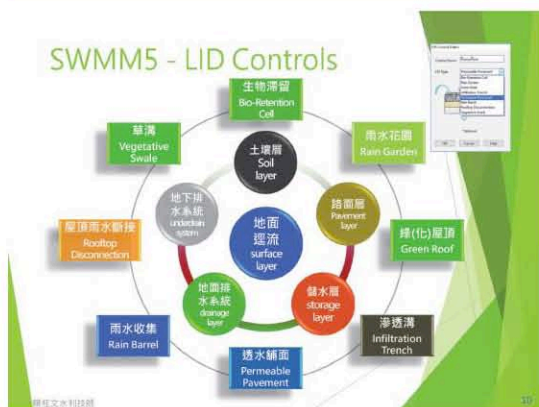 SWMM5 - LID Controls
生物滯留
Bio-Retention
Cell
草溝
Vegetative
Swale
雨水花園
Rain Garden
土壤層
Soil
layer
地下排
水系統
underdrain
system
踏面層
Pavement
layer
屋頂雨水斷接
Rooftop
Disconnection
地面
逕流
surface
layer
綠(化)屋頂
Green Roof
地面排
水系統
drainage
layer
儲水層
storage
layer
雨水收集
Rain Barrel
滲透溝
Infiltration
Trench
透水舖面
Permeable
Pavement
10